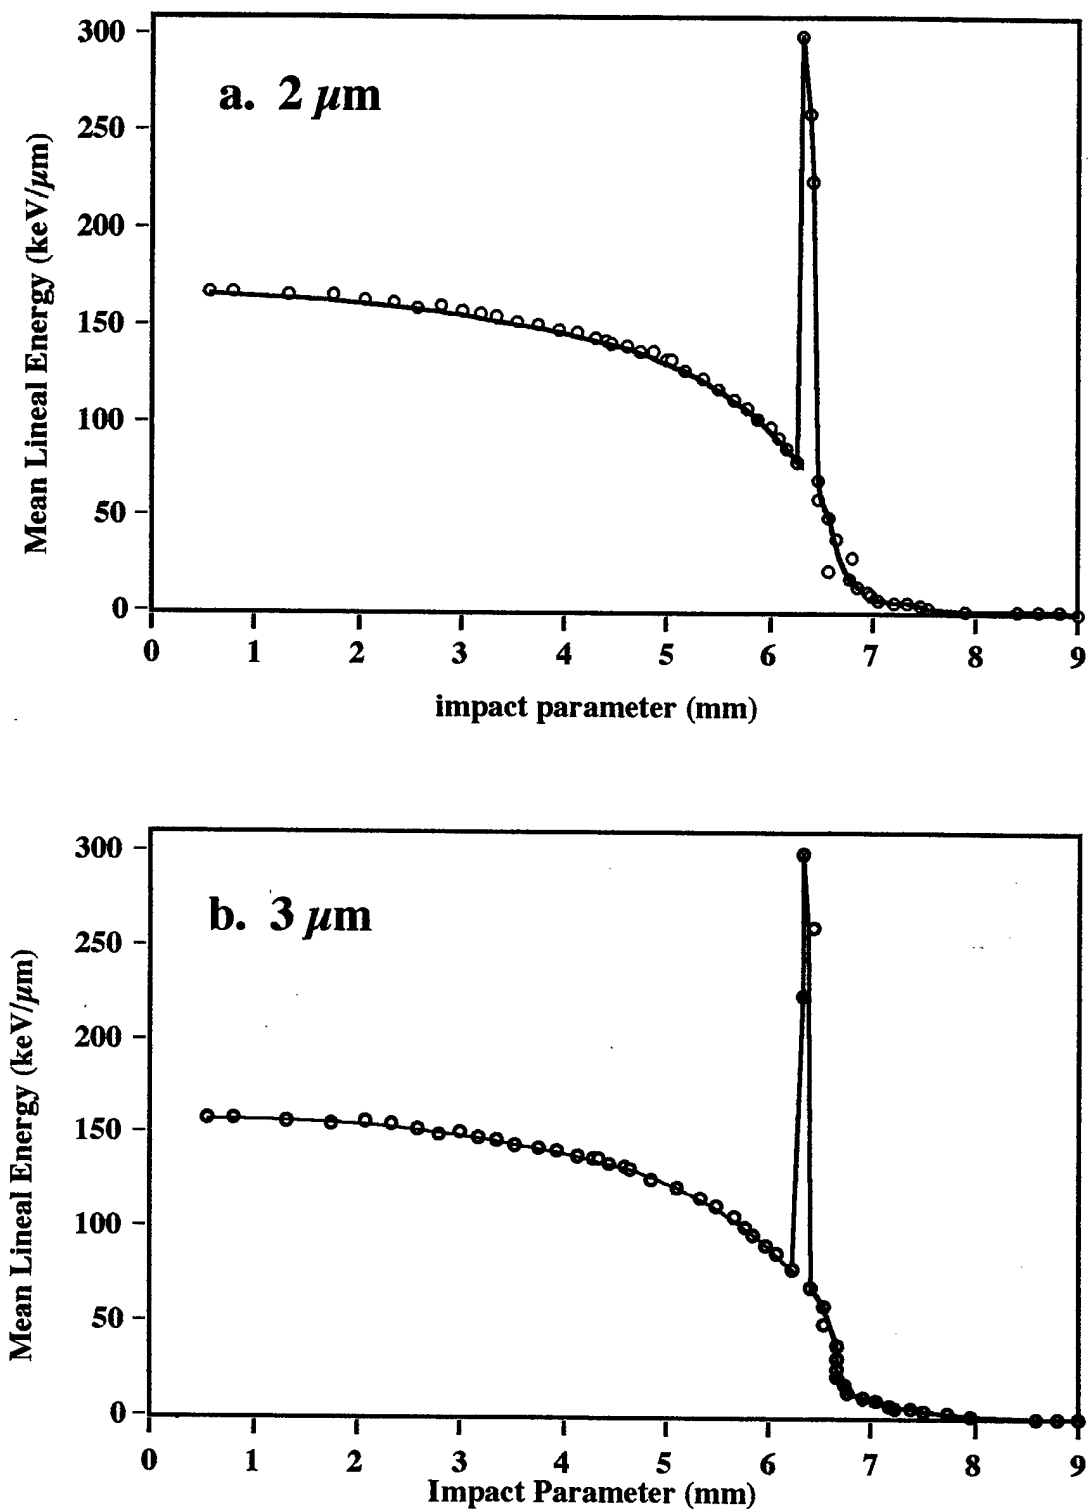 a. 2 μm
Mean Lineal Energy (keV/μm)
300
250
200
150
100
50
0
0 1 2 3 4 5 6 7 8 9
impact parameter (mm)
b. 3 μm
Mean Lineal Energy (keV/μm)
300
250
200
150
100
50
0
0 1 2 3 4 5 6 7 8 9
Impact Parameter (mm)